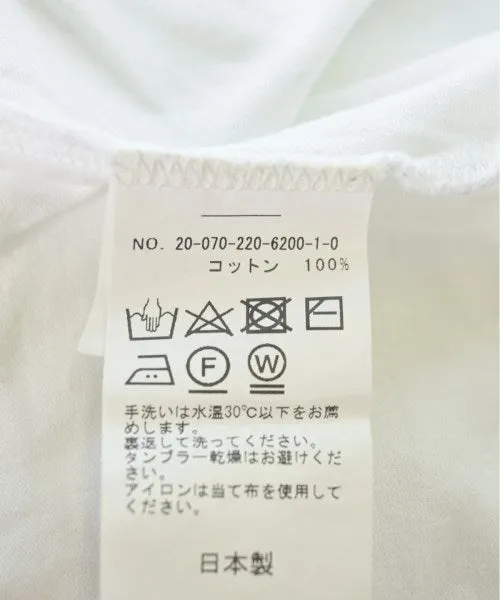 NO. 20-070-220-6200-1-0
コットン 100%
F W
手洗いは水温30℃以下をお薦
めします。
裏返して洗ってください。
タンブラー乾燥はお避けくだ
さい。
アイロンは当て布を使用して
ください。
日本製